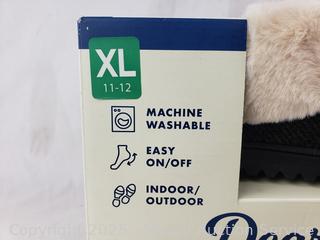 XL
11-12
MACHINE
WASHABLE
EASY
ON/OFF
INDOOR/
OUTDOOR